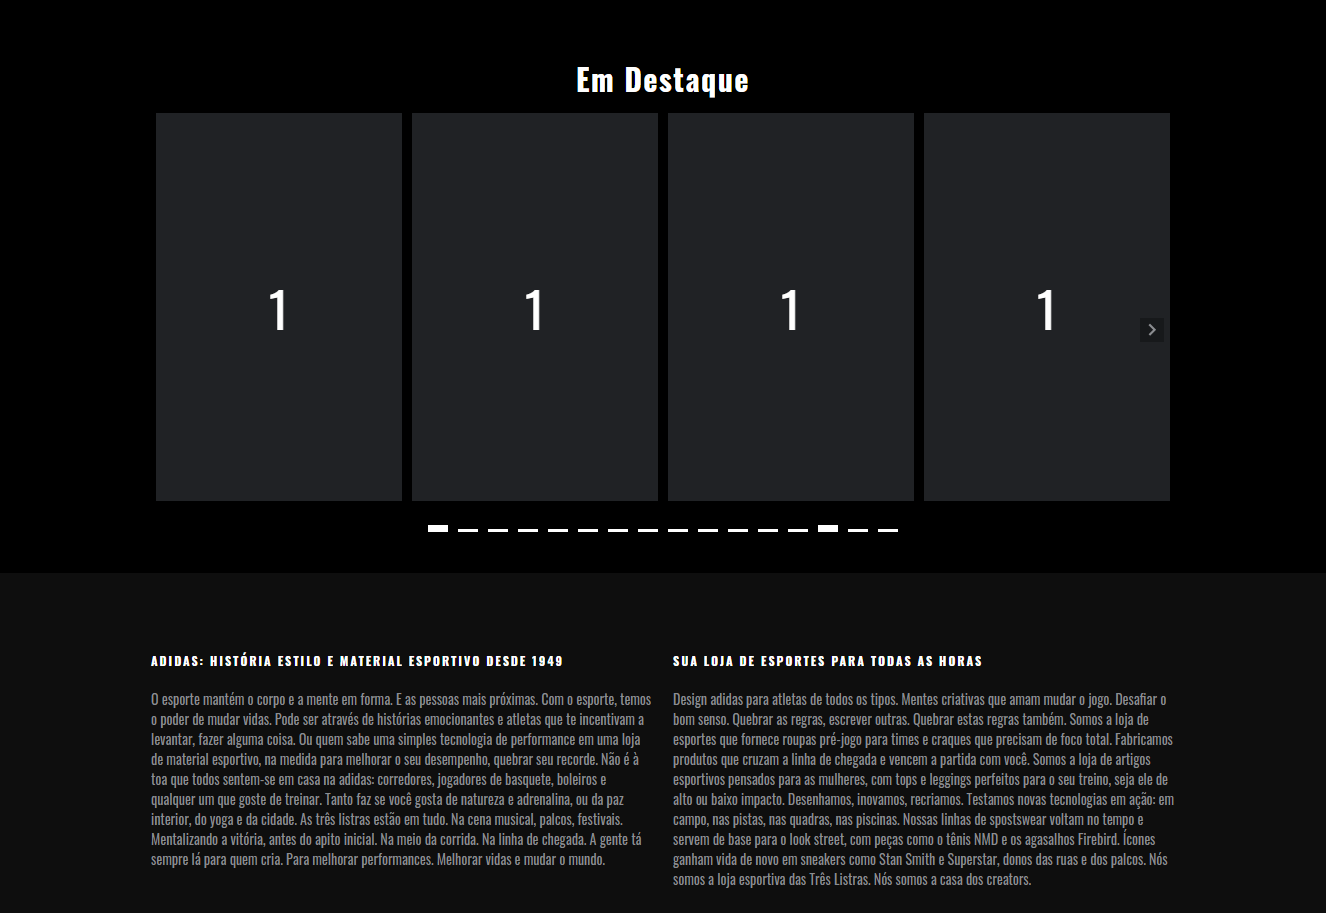 Em Destaque
1
1
1
1
ADIDAS: HISTÓRIA ESTILO E MATERIAL ESPORTIVO DESDE 1949
O esporte mantém o corpo e a mente em forma. E as pessoas mais próximas. Com o esporte, temos
o poder de mudar vidas. Pode ser através de histórias emocionantes e atletas que te incentivam a
levantar, fazer alguma coisa. Ou quem sabe uma simples tecnologia de performance em uma loja
de material esportivo, na medida para melhorar o seu desempenho, quebrar seu recorde. Não é à
toa que todos sentem-se em casa na adidas: corredores, jogadores de basquete, boleiros e
qualquer um que goste de treinar. Tanto faz se você gosta de natureza e adrenalina, ou da paz
interior, do yoga e da cidade. As três listras estão em tudo. Na cena musical, palcos, festivais.
Mentalizando a vitória, antes do apito inicial. Na meio da corrida. Na linha de chegada. A gente tá
sempre lá para quem cria. Para melhorar performances. Melhorar vidas e mudar o mundo.
SUA LOJA DE ESPORTES PARA TODAS AS HORAS
Design adidas para atletas de todos os tipos. Mentes criativas que amam mudar o jogo. Desafiar o
bom senso. Quebrar as regras, escrever outras. Quebrar estas regras também. Somos a loja de
esportes que fornece roupas pré-jogo para times e craques que precisam de foco total. Fabricamos
produtos que cruzam a linha de chegada e vencem a partida com você. Somos a loja de artigos
esportivos pensados para as mulheres, com tops e leggings perfeitos para o seu treino, seja ele de
alto ou baixo impacto. Desenhamos, inovamos, recriamos. Testamos novas tecnologias em ação: em
campo, nas pistas, nas quadras, nas piscinas. Nossas linhas de spostswear voltam no tempo e
servem de base para o look street, com peças como o tênis NMD e os agasalhos Firebird. Ícones
ganham vida de novo em sneakers como Stan Smith e Superstar, donos das ruas e dos palcos. Nós
somos a loja esportiva das Três Listras. Nós somos a casa dos creators.